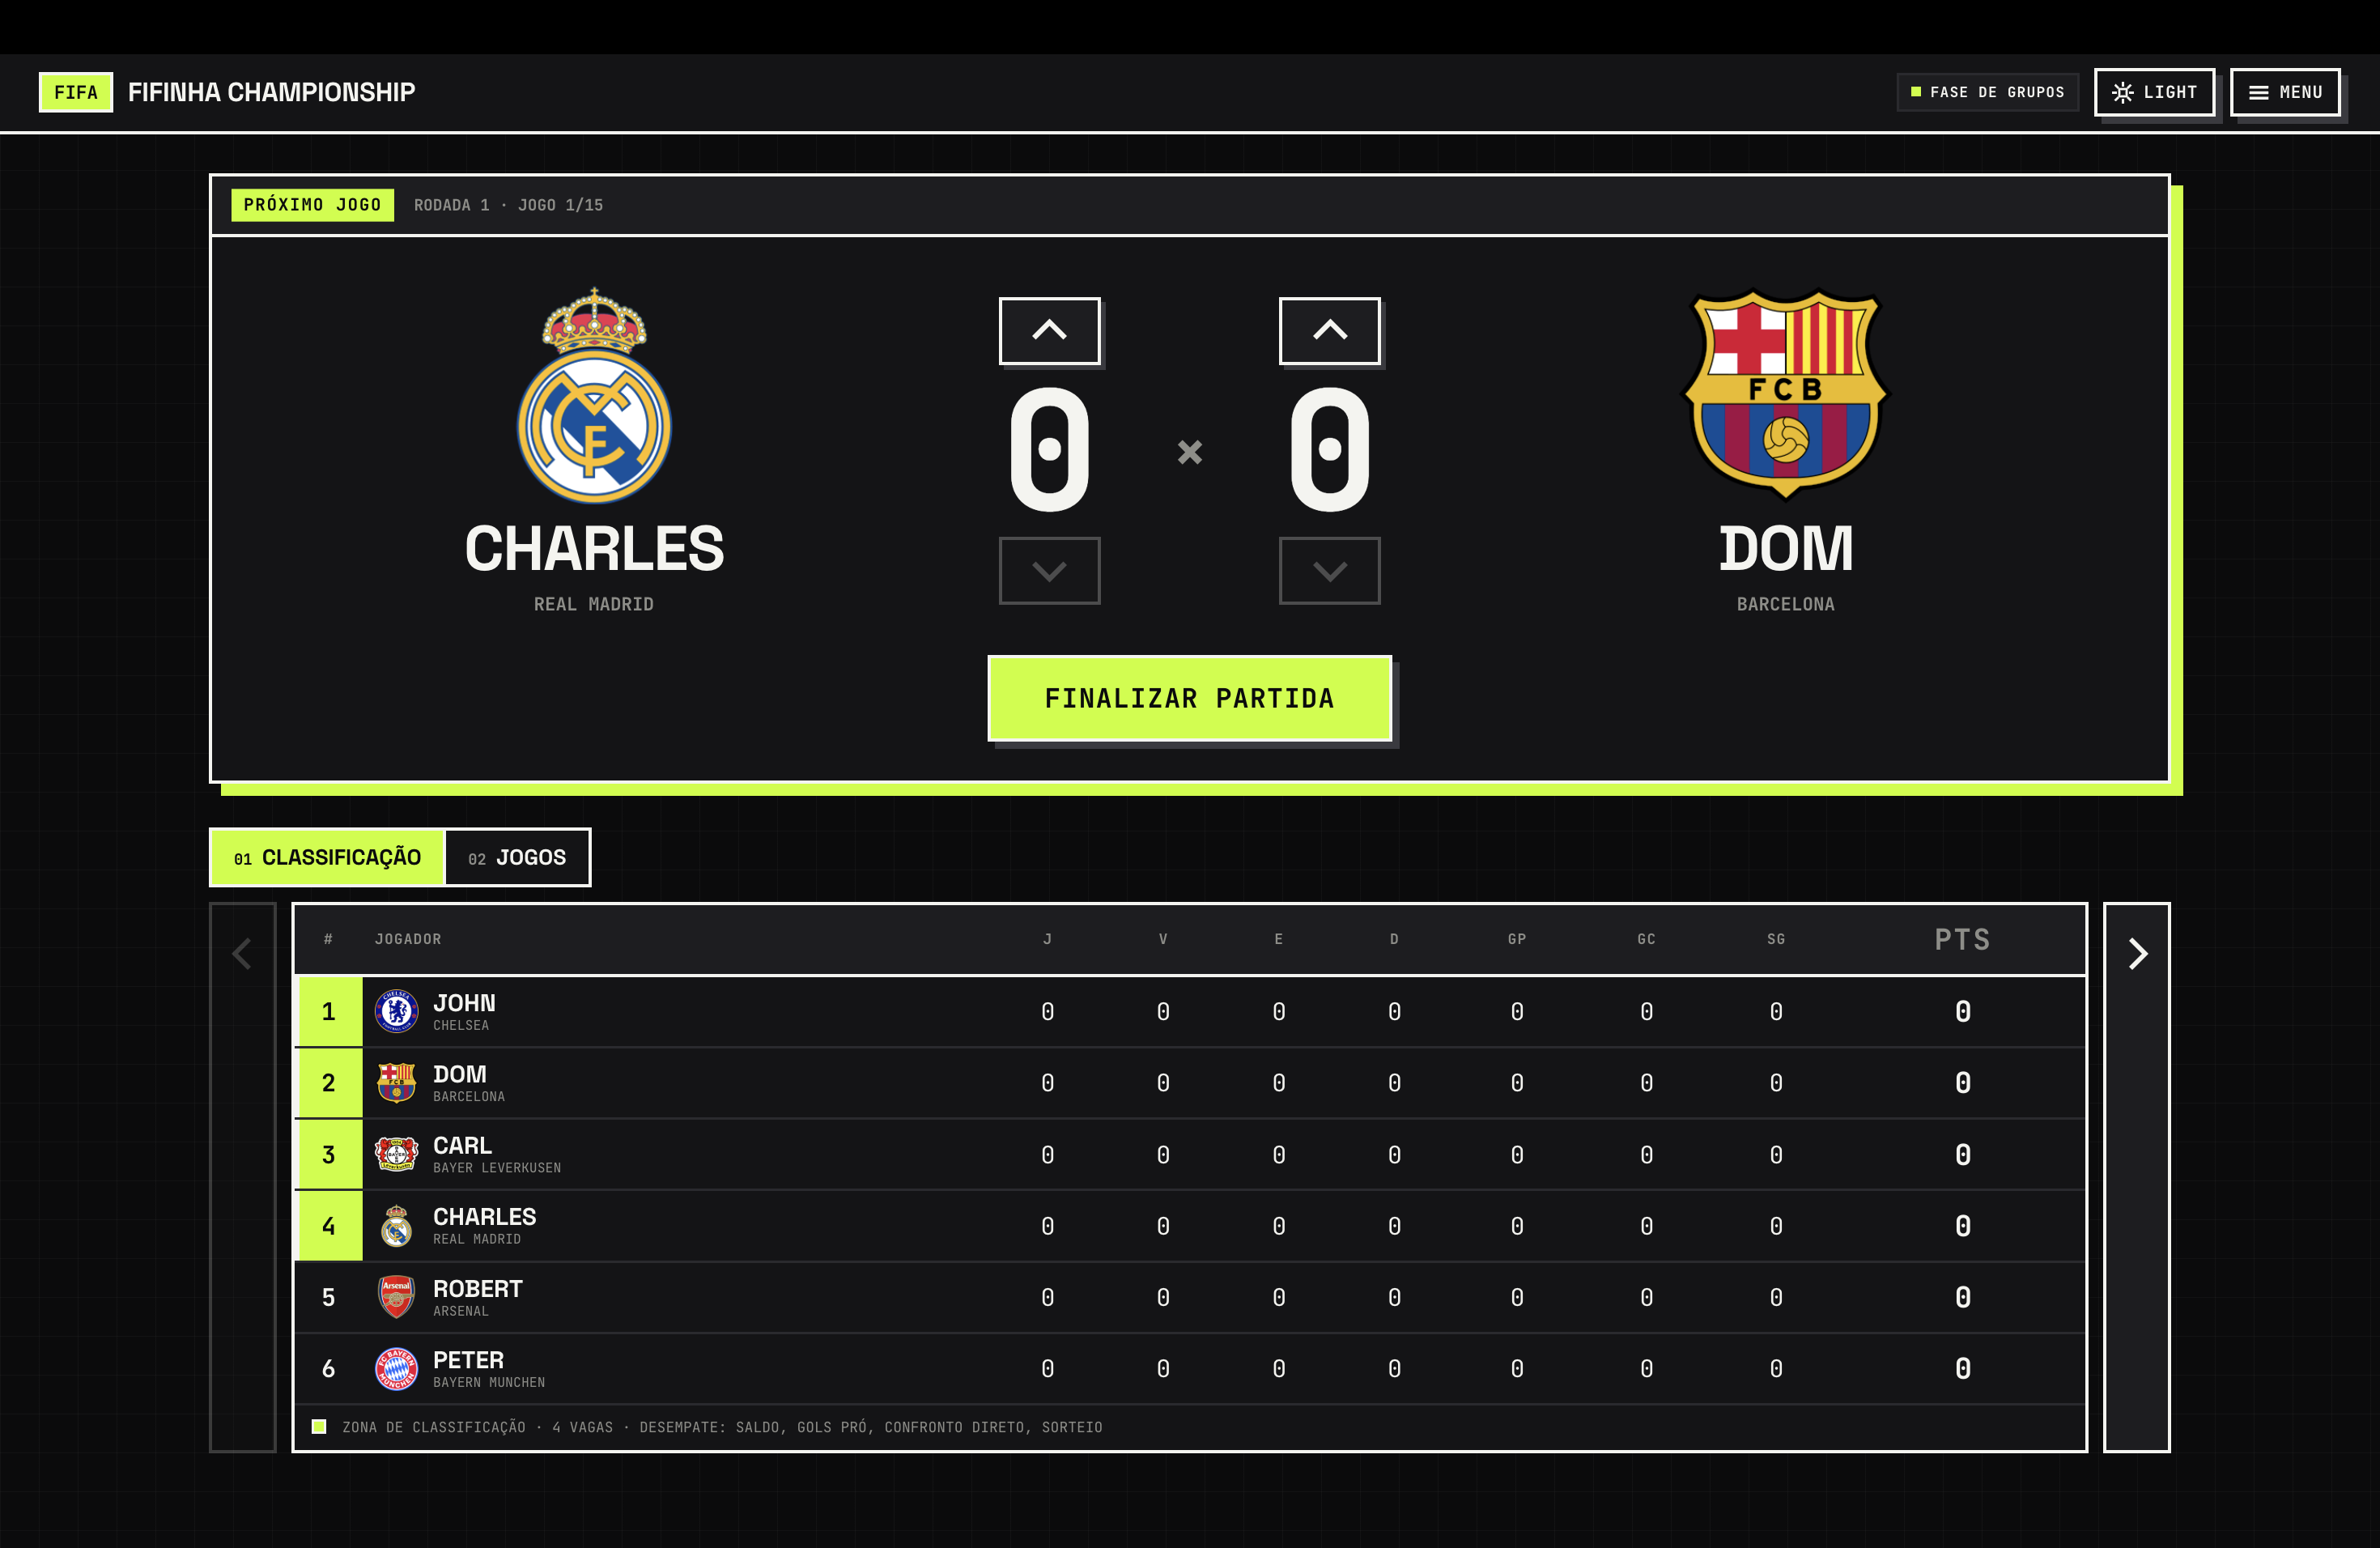 FIFA FIFINHA CHAMPIONSHIP FASE DE GRUPOS LIGHT MENU
PRÓXIMO JOGO RODADA 1 · JOGO 1/15
FCB
0 × 0
CHARLES DOM
REAL MADRID BARCELONA
FINALIZAR PARTIDA
01 CLASSIFICAÇÃO 02 JOGOS
# JOGADOR J V E D GP GC SG PTS
1 JOHN 0 0 0 0 0 0 0 0
CHELSEA
2 DOM 0 0 0 0 0 0 0 0
BARCELONA
3 CARL 0 0 0 0 0 0 0 0
BAYER LEVERKUSEN
4 CHARLES 0 0 0 0 0 0 0 0
REAL MADRID
5 ROBERT 0 0 0 0 0 0 0 0
ARSENAL
6 PETER 0 0 0 0 0 0 0 0
BAYERN MUNCHEN
ZONA DE CLASSIFICAÇÃO · 4 VAGAS · DESEMPATE: SALDO, GOLS PRÓ, CONFRONTO DIRETO, SORTEIO